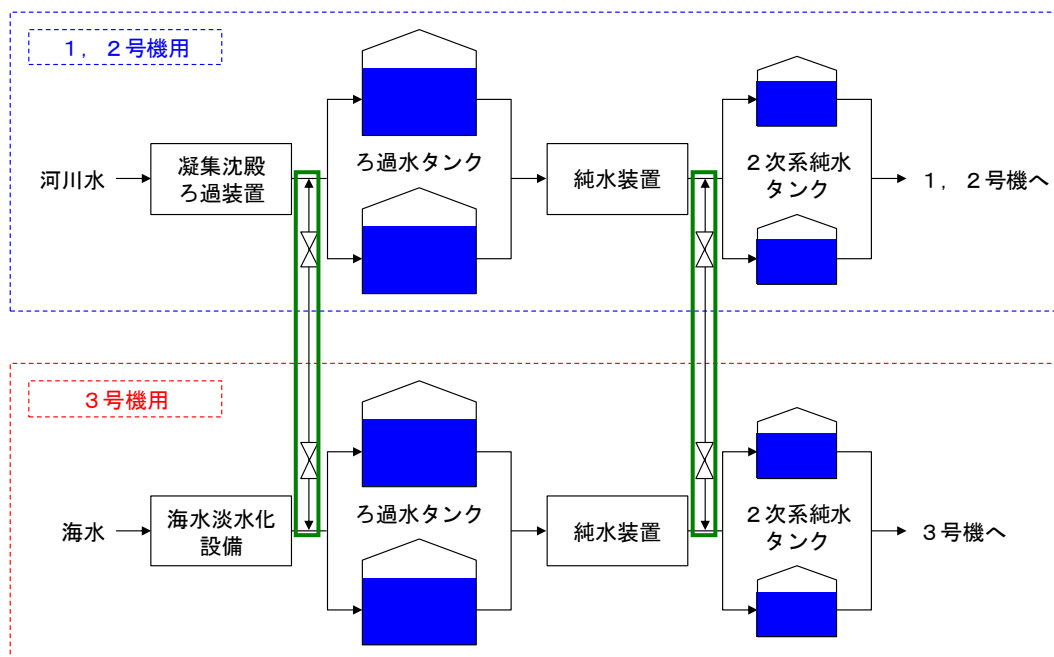 １，２号機用
河川水
凝集沈殿
ろ過装置
ろ過水タンク
純水装置
２次系純水
タンク
１，２号機へ
３号機用
海水
海水淡水化
設備
ろ過水タンク
純水装置
２次系純水
タンク
３号機へ